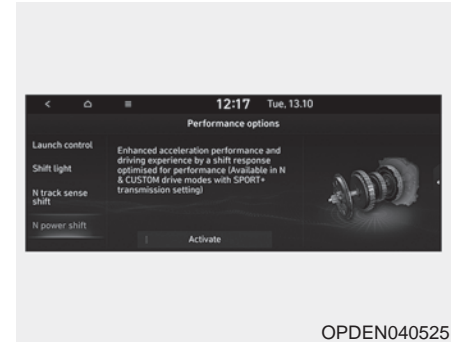 12:17 Tue, 13.10
Performance options
Launch control
Shift light
N track sense
shift
N power shift
Enhanced acceleration performance and
driving experience by a shift response
optimised for performance (Available in N
& CUSTOM drive modes with SPORT+
transmission setting)
Activate
OPDEN040525